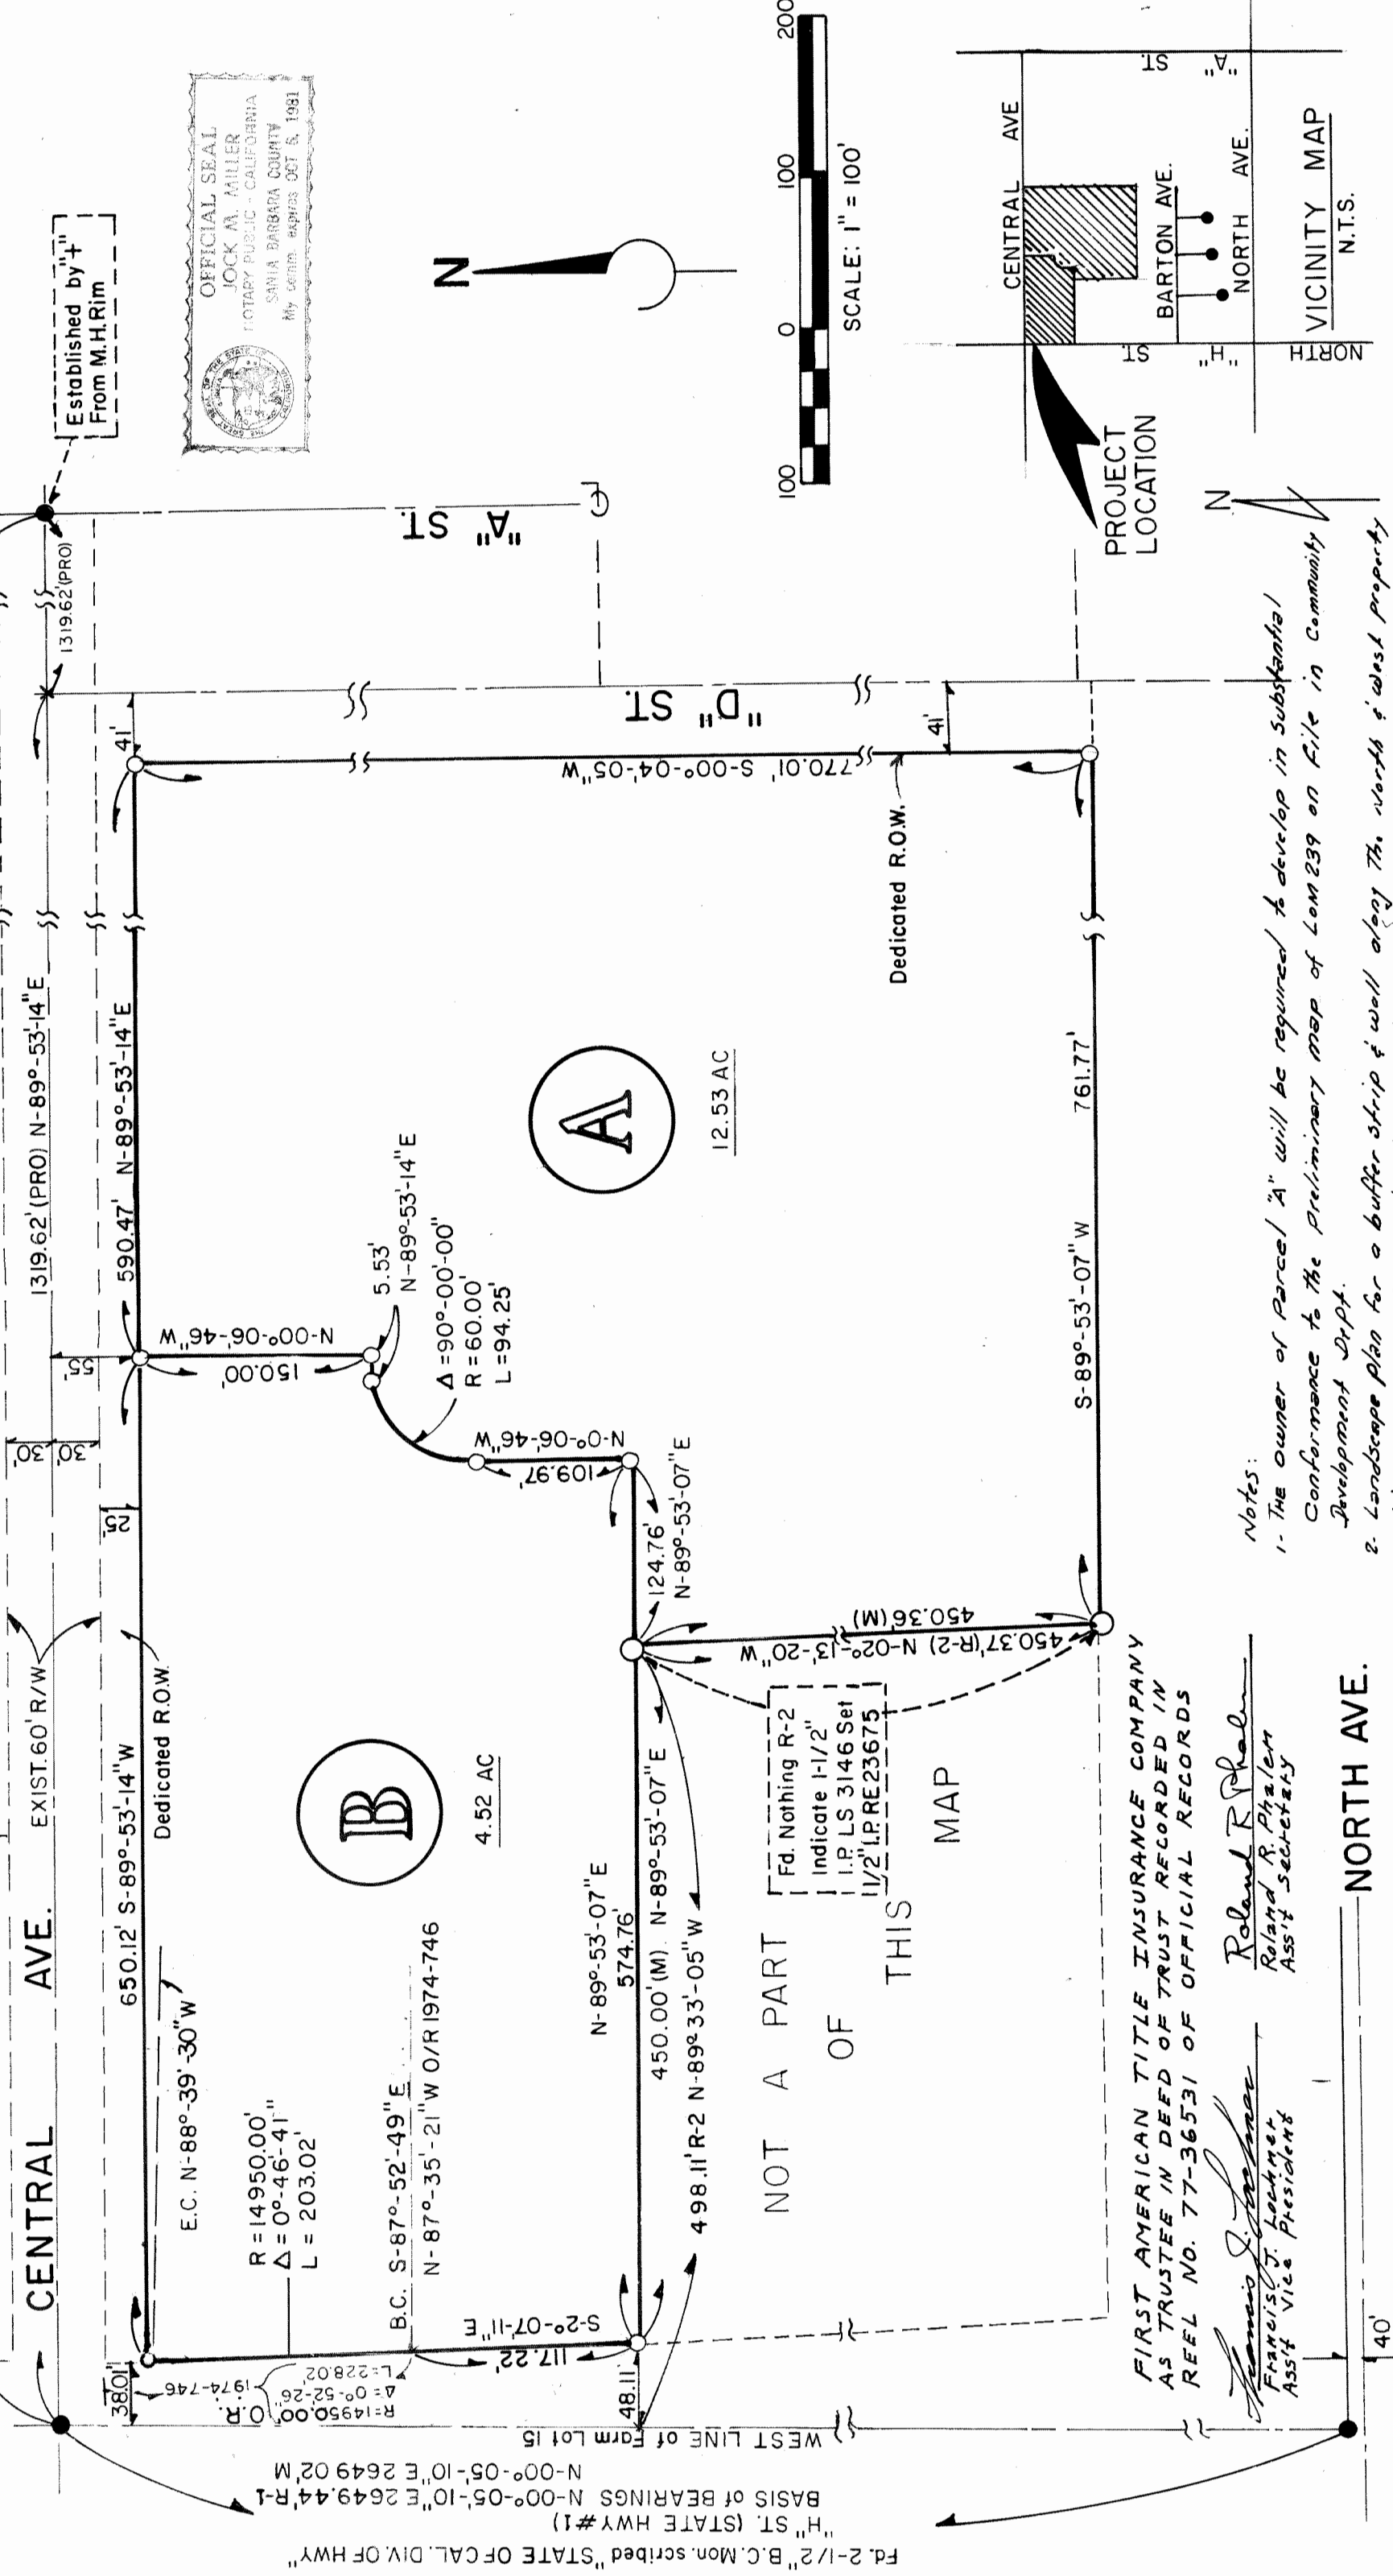 CENTRAL AVE.
EXIST. 60' R/W
1319.62' (PRO) N-89°-53'-14"E
1319.62' (PRO)
Established by "+"
From M.H.Rim
30'
30'
55'
25'
38.01'
650.12' S-89°-53'-14"W
590.47' N-89°-53'-14"E
41'
Dedicated R.O.W.
E.C. N-88°-39'-30"W
R=14950.00'
Δ=0°-46'-41"
L=203.02'
B.C. S-87°-52'-49"E
N-87°-35'-21"W O/R 1974-746
R=14950.00'
Δ=0°-52'-26"
L=228.02'
O.R.
1974-746
S-2°-07'-11"E
117.22'
48.11'
B
4.52 AC
N-00°-06'-46"W
150.00'
5.53'
N-89°-53'-14"E
Δ=90°-00'-00"
R=60.00'
L=94.25'
N-0°-06'-46"W
109.97'
124.76'
N-89°-53'-07"E
N-89°-53'-07"E
574.76'
450.00'(M) N-89°-53'-07"E
498.11' R-2 N-89°-33'-05"W
A
12.53 AC
"D" ST.
"A" ST.
770.01' S-00°-04'-05"W
Dedicated R.O.W.
41'
450.36'(M)
450.37'(R-2) N-02°-13'-20"W
S-89°-53'-07"W 761.77'
Fd. Nothing R-2
Indicate 1-1/2"
I.P. LS 3146 Set
1/2" I.P. RE23675
NOT A PART
OF
THIS
MAP
WEST LINE of Farm Lot 15
N-00°-05'-10"E 2649.02' M
BASIS of BEARINGS N-00°-05'-10"E 2649.44' R-1
"H" ST. (STATE HWY #1)
Fd. 2-1/2" B.C. Mon. scribed "STATE OF CAL. DIV. OF HWY"
OFFICIAL SEAL
JOCK M. MILLER
NOTARY PUBLIC - CALIFORNIA
SANTA BARBARA COUNTY
My comm. expires OCT 5, 1981
N
100 0 100 200
SCALE: 1" = 100'
CENTRAL AVE
BARTON AVE.
NORTH AVE.
NORTH "H" ST.
"A" ST.
VICINITY MAP
N.T.S.
PROJECT
LOCATION
N
FIRST AMERICAN TITLE INSURANCE COMPANY
AS TRUSTEE IN DEED OF TRUST RECORDED IN
REEL NO. 77-36531 OF OFFICIAL RECORDS
Francis J. Lochner
Ass't Vice President
Roland R Phalen
Roland R. Phalen
Ass't Secretary
Notes:
1- The owner of Parcel "A" will be required to develop in substantial
Conformance to the preliminary map of LOM 239 on File in Community
Development Dept.
2- Landscape plan for a buffer strip & wall along the north & west property
NORTH AVE.
40'